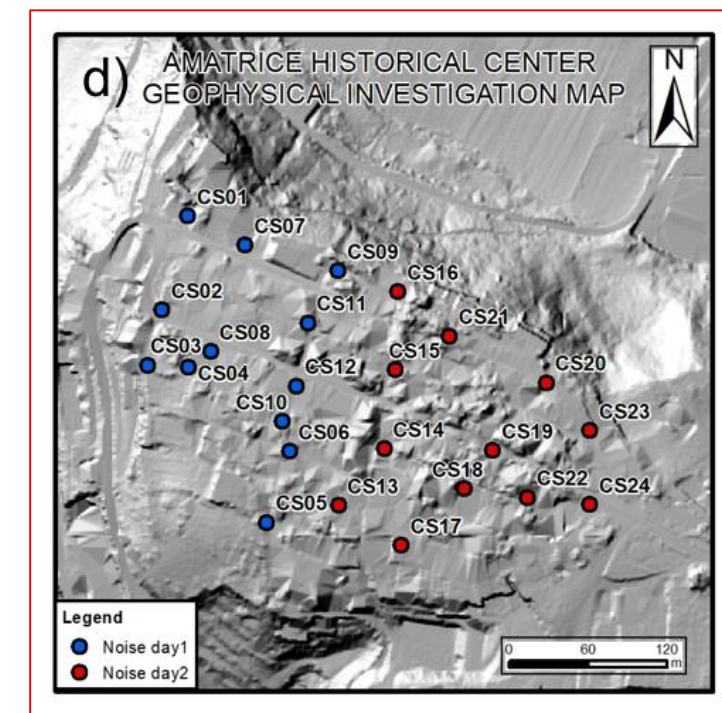 d)
AMATRICE HISTORICAL CENTER
GEOPHYSICAL INVESTIGATION MAP
N
CS01
CS07
CS09
CS16
CS02
CS11
CS21
CS08
CS03
CS04
CS15
CS12
CS20
CS10
CS23
CS06
CS14
CS19
CS18
CS05
CS13
CS22
CS24
CS17
Legend
Noise day1
Noise day2
0 60 120
m